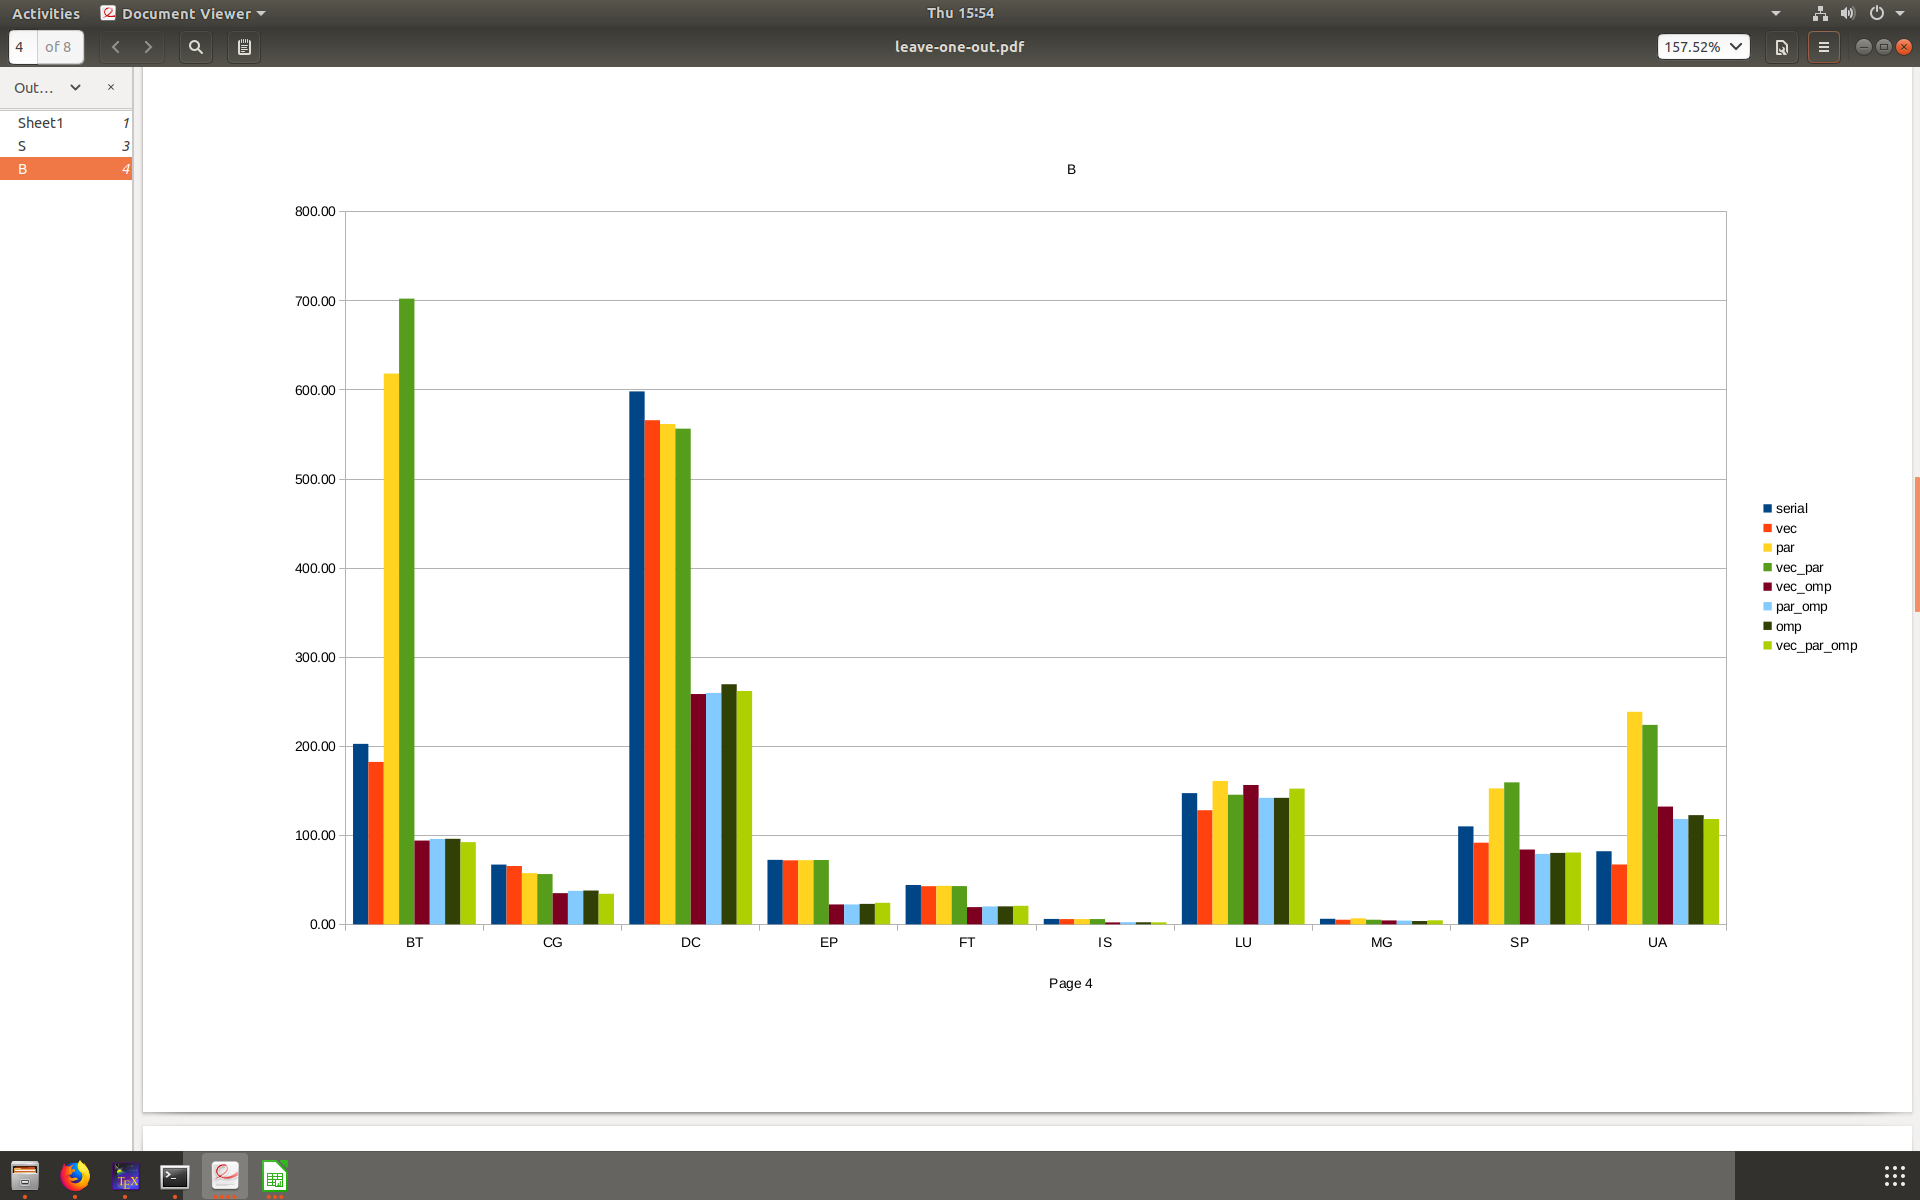 Activities
Document Viewer
Thu 15:54
4
of 8
leave-one-out.pdf
157.52%
Out...
Sheet1 1
S 3
B 4
B
800.00
700.00
600.00
500.00
400.00
300.00
200.00
100.00
0.00
BT CG DC EP FT IS LU MG SP UA
serial
vec
par
vec_par
vec_omp
par_omp
omp
vec_par_omp
Page 4
TEX